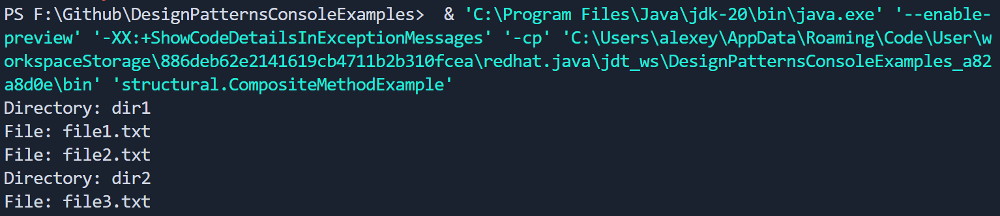 PS F:\Github\DesignPatternsConsoleExamples>  & 'C:\Program Files\Java\jdk-20\bin\java.exe' '--enable-
preview' '-XX:+ShowCodeDetailsInExceptionMessages' '-cp' 'C:\Users\alexey\AppData\Roaming\Code\User\w
orkspaceStorage\886deb62e2141619cb4711b2b310fcea\redhat.java\jdt_ws\DesignPatternsConsoleExamples_a82
a8d0e\bin' 'structural.CompositeMethodExample'
Directory: dir1
File: file1.txt
File: file2.txt
Directory: dir2
File: file3.txt